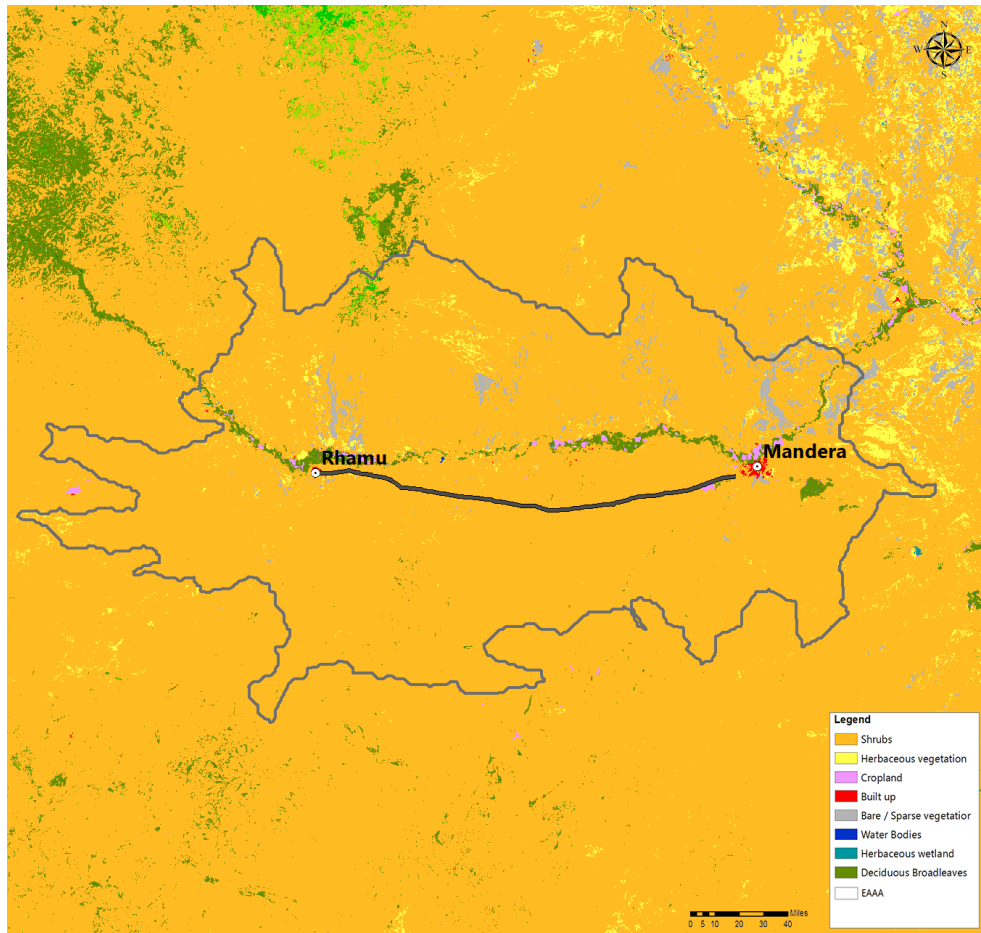 N
W E
S
Rhamu
Mandera
Legend
Shrubs
Herbaceous vegetation
Cropland
Built up
Bare / Sparse vegetatior
Water Bodies
Herbaceous wetland
Deciduous Broadleaves
EAAA
Miles
0 5 10 20 30 40